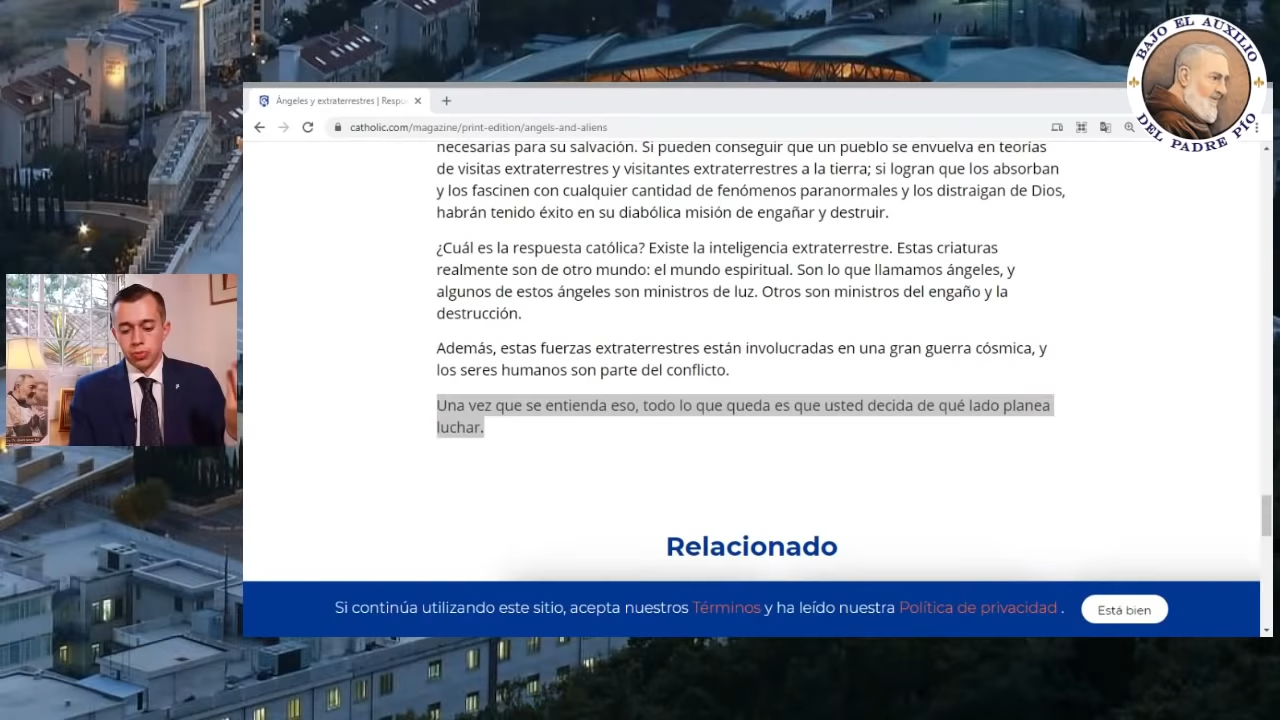 BAJO EL AUXILIO
DEL PADRE PÍO
Ángeles y extraterrestres | Respu
catholic.com/magazine/print-edition/angels-and-aliens
necesarias para su salvación. Si pueden conseguir que un pueblo se envuelva en teorías
de visitas extraterrestres y visitantes extraterrestres a la tierra; si logran que los absorban
y los fascinen con cualquier cantidad de fenómenos paranormales y los distraigan de Dios,
habrán tenido éxito en su diabólica misión de engañar y destruir.
¿Cuál es la respuesta católica? Existe la inteligencia extraterrestre. Estas criaturas
realmente son de otro mundo: el mundo espiritual. Son lo que llamamos ángeles, y
algunos de estos ángeles son ministros de luz. Otros son ministros del engaño y la
destrucción.
Además, estas fuerzas extraterrestres están involucradas en una gran guerra cósmica, y
los seres humanos son parte del conflicto.
Una vez que se entienda eso, todo lo que queda es que usted decida de qué lado planea
luchar.
Relacionado
Si continúa utilizando este sitio, acepta nuestros Términos y ha leído nuestra Política de privacidad .
Está bien